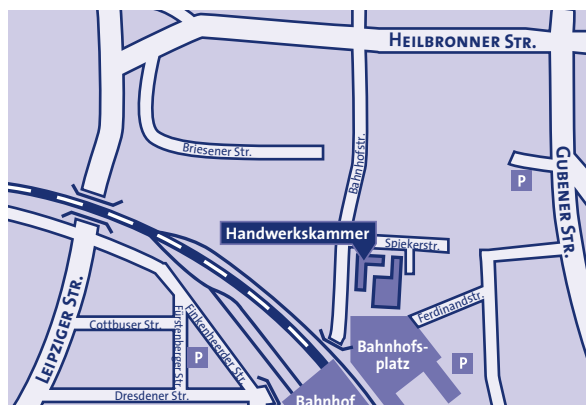 HEILBRONNER STR.
Briesener Str.
Bahnhofstr.
GUBENER STR.
P
Handwerkskammer
Spiekerstr.
LEIPZIGER STR.
Ferdinandstr.
Cottbuser Str.
Fürstenberger Str.
Finkenheerder Str.
P
Bahnhofs-
platz
P
Dresdener Str.
Bahnhof